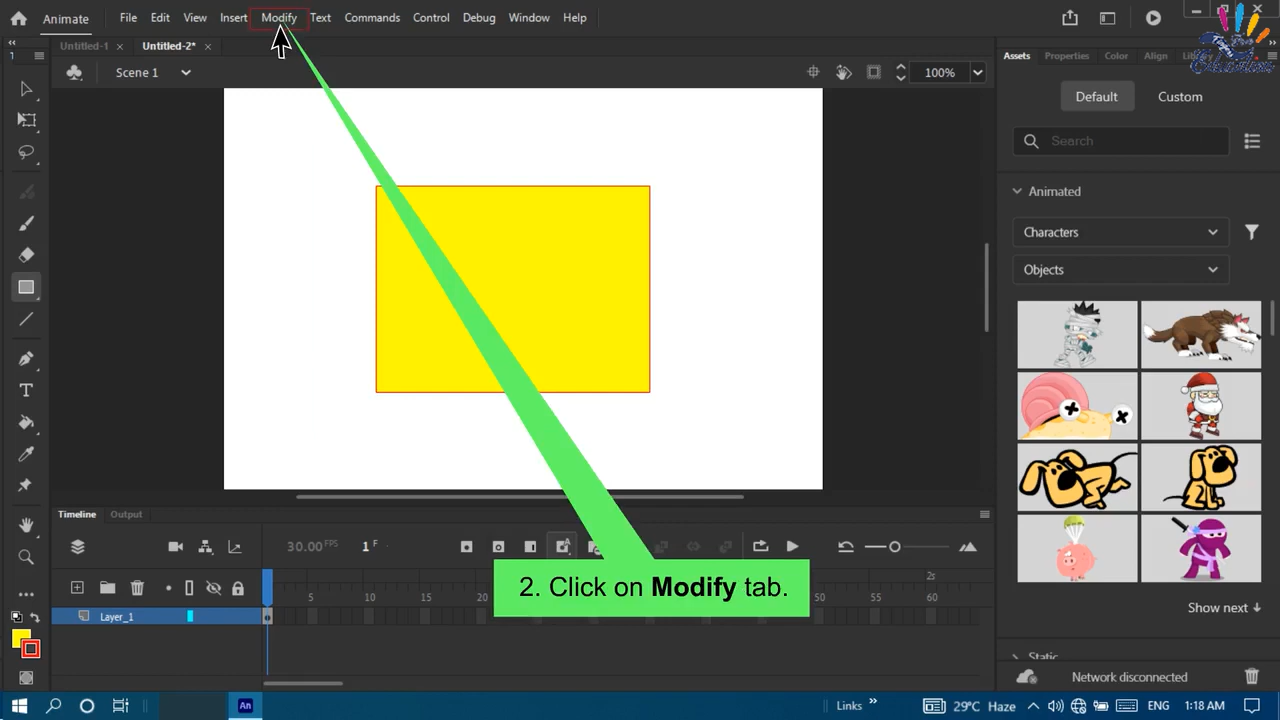 Animate
File Edit View Insert Modify Text Commands Control Debug Window Help
Untitled-1 × Untitled-2* ×
Assets Properties Color Align
Scene 1
100%
Default Custom
Search
Animated
Characters
Objects
Show next
Static
Network disconnected
Timeline Output
30.00 FPS 1 F
2s
5 10 15 20 50 55 60
Layer_1
2. Click on Modify tab.
An
Links » 29°C Haze ENG 1:18 AM